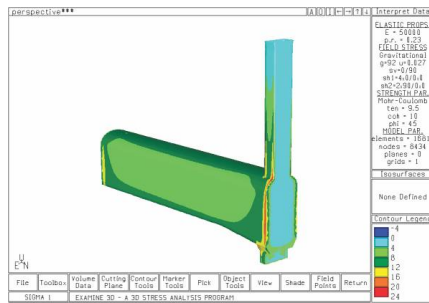 perspective***
Interpret Data
ELASTIC PROPS
E = 50000
p.r. = 0.23
FIELD STRESS
Gravitational
STRENGTH PAR.
Mohr-Coulomb
ten = 9.5
coh = 10
phi = 45
MODEL PAR.
nodes = 8434
planes = 0
grids = 1
Isosurfaces
None Defined
Contour Legend
-4
0
4
8
12
16
20
24
U
E N
File Toolbox Volume Data Cutting Plane Contour Tools Marker Tools Pick Object Tools View Shade Field Points Return
SIGMA 1 EXAMINE 3D - A 3D STRESS ANALYSIS PROGRAM